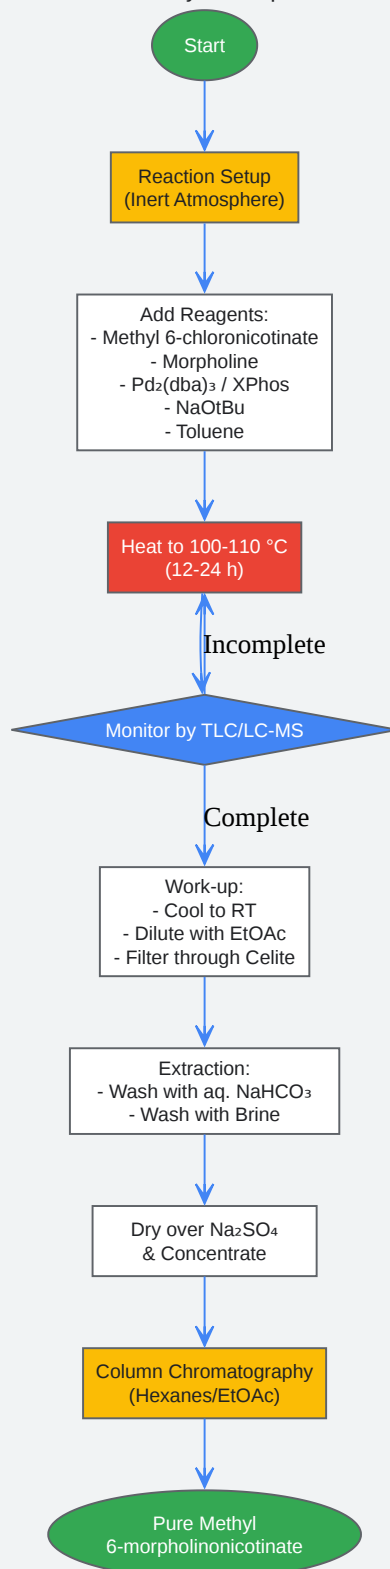 Start
Reaction Setup
(Inert Atmosphere)
Add Reagents:
- Methyl 6-chloronicotinate
- Morpholine
- Pd₂(dba)₃ / XPhos
- NaOtBu
- Toluene
Heat to 100-110 °C
(12-24 h)
Incomplete
Monitor by TLC/LC-MS
Complete
Work-up:
- Cool to RT
- Dilute with EtOAc
- Filter through Celite
Extraction:
- Wash with aq. NaHCO₃
- Wash with Brine
Dry over Na₂SO₄
& Concentrate
Column Chromatography
(Hexanes/EtOAc)
Pure Methyl
6-morpholinonicotinate